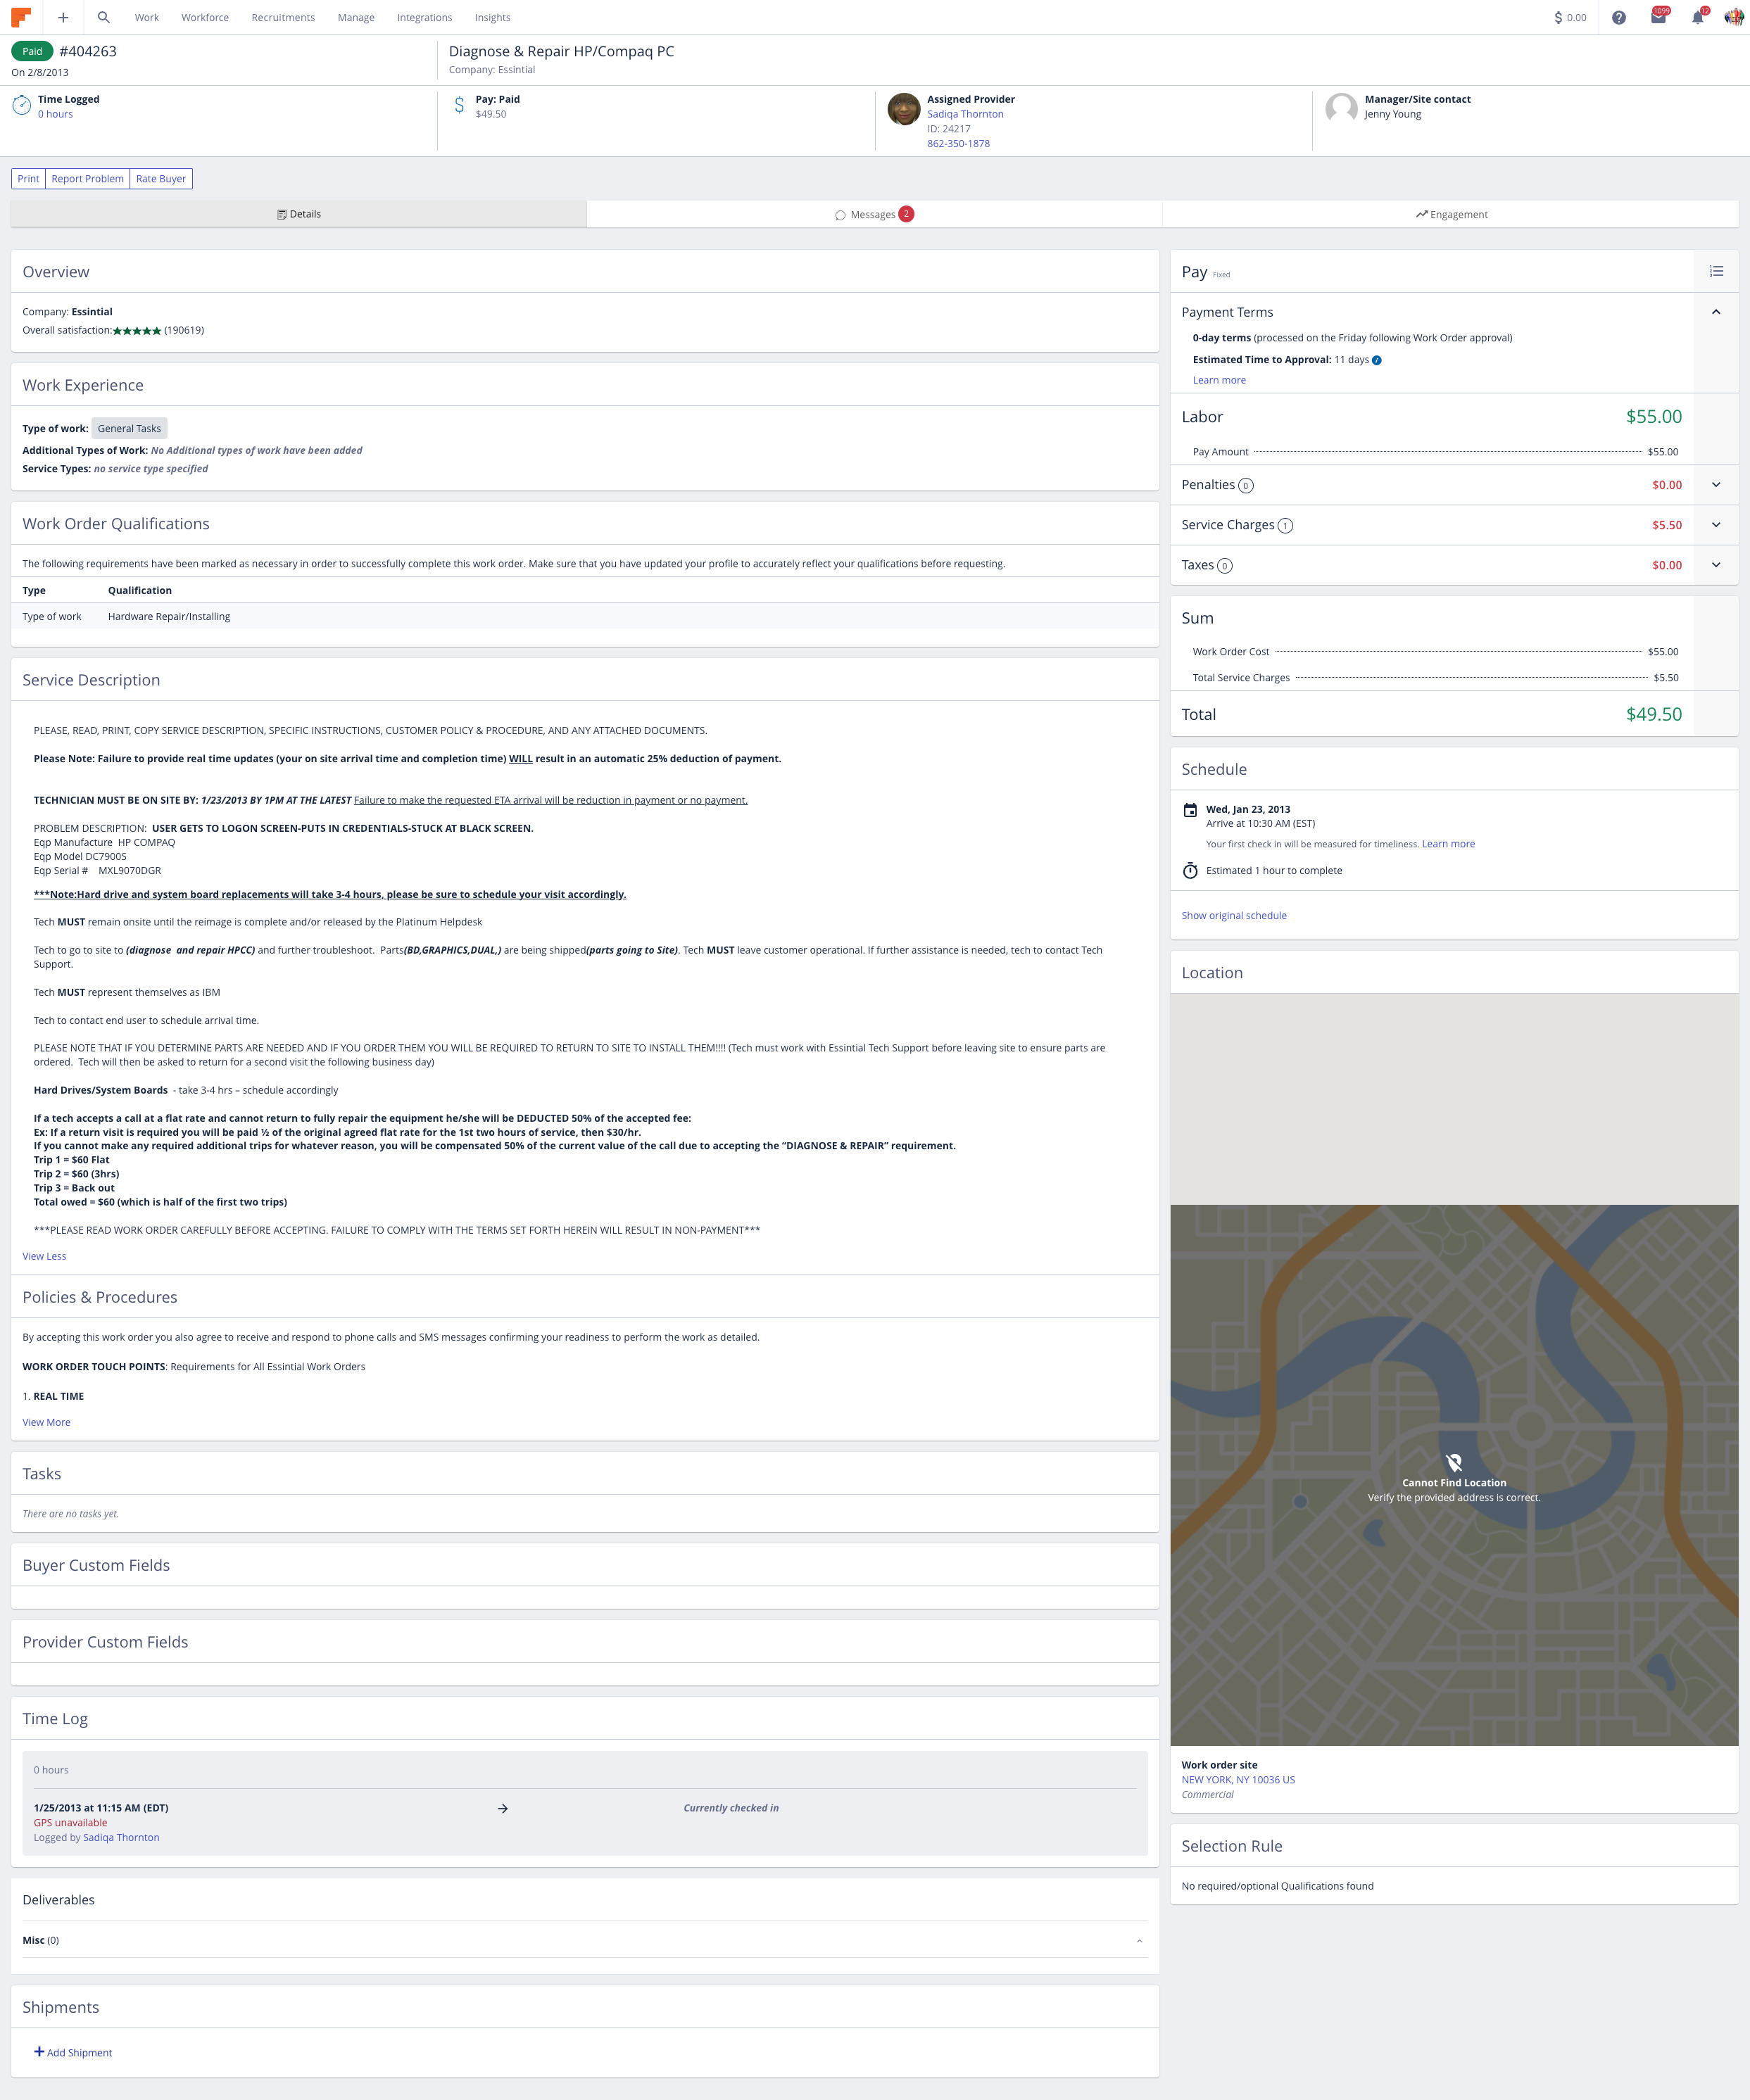 Work Workforce Recruitments Manage Integrations Insights $ 0.00 1099 12
Paid #404263
On 2/8/2013
Diagnose & Repair HP/Compaq PC
Company: Essintial
Time Logged
0 hours
Pay: Paid
$49.50
Assigned Provider
Sadiqa Thornton
ID: 24217
862-350-1878
Manager/Site contact
Jenny Young
Print Report Problem Rate Buyer
Details Messages 2 Engagement
Overview
Company: Essintial
Overall satisfaction:★★★★★ (190619)
Work Experience
Type of work: General Tasks
Additional Types of Work: No Additional types of work have been added
Service Types: no service type specified
Work Order Qualifications
The following requirements have been marked as necessary in order to successfully complete this work order. Make sure that you have updated your profile to accurately reflect your qualifications before requesting.
Type Qualification
Type of work Hardware Repair/Installing
Service Description
PLEASE, READ, PRINT, COPY SERVICE DESCRIPTION, SPECIFIC INSTRUCTIONS, CUSTOMER POLICY & PROCEDURE, AND ANY ATTACHED DOCUMENTS.
Please Note: Failure to provide real time updates (your on site arrival time and completion time) WILL result in an automatic 25% deduction of payment.
TECHNICIAN MUST BE ON SITE BY: 1/23/2013 BY 1PM AT THE LATEST Failure to make the requested ETA arrival will be reduction in payment or no payment.
PROBLEM DESCRIPTION: USER GETS TO LOGON SCREEN-PUTS IN CREDENTIALS-STUCK AT BLACK SCREEN.
Eqp Manufacture HP COMPAQ
Eqp Model DC7900S
Eqp Serial # MXL9070DGR
***Note:Hard drive and system board replacements will take 3-4 hours, please be sure to schedule your visit accordingly.
Tech MUST remain onsite until the reimage is complete and/or released by the Platinum Helpdesk
Tech to go to site to (diagnose and repair HPCC) and further troubleshoot. Parts(BD,GRAPHICS,DUAL,) are being shipped(parts going to Site). Tech MUST leave customer operational. If further assistance is needed, tech to contact Tech
Support.
Tech MUST represent themselves as IBM
Tech to contact end user to schedule arrival time.
PLEASE NOTE THAT IF YOU DETERMINE PARTS ARE NEEDED AND IF YOU ORDER THEM YOU WILL BE REQUIRED TO RETURN TO SITE TO INSTALL THEM!!!! (Tech must work with Essintial Tech Support before leaving site to ensure parts are
ordered. Tech will then be asked to return for a second visit the following business day)
Hard Drives/System Boards - take 3-4 hrs – schedule accordingly
If a tech accepts a call at a flat rate and cannot return to fully repair the equipment he/she will be DEDUCTED 50% of the accepted fee:
Ex: If a return visit is required you will be paid ½ of the original agreed flat rate for the 1st two hours of service, then $30/hr.
If you cannot make any required additional trips for whatever reason, you will be compensated 50% of the current value of the call due to accepting the “DIAGNOSE & REPAIR” requirement.
Trip 1 = $60 Flat
Trip 2 = $60 (3hrs)
Trip 3 = Back out
Total owed = $60 (which is half of the first two trips)
***PLEASE READ WORK ORDER CAREFULLY BEFORE ACCEPTING. FAILURE TO COMPLY WITH THE TERMS SET FORTH HEREIN WILL RESULT IN NON-PAYMENT***
View Less
Policies & Procedures
By accepting this work order you also agree to receive and respond to phone calls and SMS messages confirming your readiness to perform the work as detailed.
WORK ORDER TOUCH POINTS: Requirements for All Essintial Work Orders
1. REAL TIME
View More
Tasks
There are no tasks yet.
Buyer Custom Fields
Provider Custom Fields
Time Log
0 hours
1/25/2013 at 11:15 AM (EDT) → Currently checked in
GPS unavailable
Logged by Sadiqa Thornton
Deliverables
Misc (0)
Shipments
+ Add Shipment
Pay Fixed
Payment Terms
0-day terms (processed on the Friday following Work Order approval)
Estimated Time to Approval: 11 days
Learn more
Labor $55.00
Pay Amount $55.00
Penalties 0 $0.00
Service Charges 1 $5.50
Taxes 0 $0.00
Sum
Work Order Cost $55.00
Total Service Charges $5.50
Total $49.50
Schedule
Wed, Jan 23, 2013
Arrive at 10:30 AM (EST)
Your first check in will be measured for timeliness. Learn more
Estimated 1 hour to complete
Show original schedule
Location
Cannot Find Location
Verify the provided address is correct.
Work order site
NEW YORK, NY 10036 US
Commercial
Selection Rule
No required/optional Qualifications found